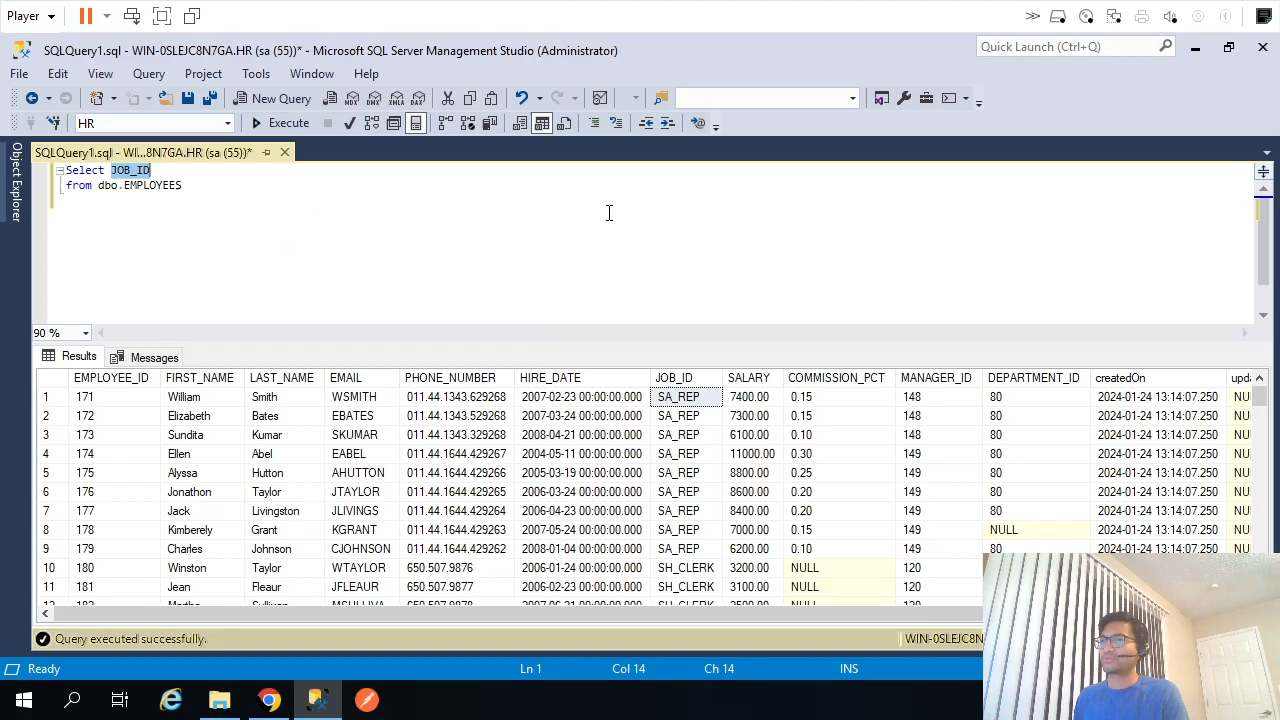 Player
SQLQuery1.sql - WIN-0SLEJC8N7GA.HR (sa (55))* - Microsoft SQL Server Management Studio (Administrator)
Quick Launch (Ctrl+Q)
File Edit View Query Project Tools Window Help
New Query MDX DMX XMLA DAX
HR Execute
Object Explorer
SQLQuery1.sql - WI...8N7GA.HR (sa (55))*
Select JOB_ID
from dbo.EMPLOYEES
90 %
Results Messages
EMPLOYEE_ID FIRST_NAME LAST_NAME EMAIL PHONE_NUMBER HIRE_DATE JOB_ID SALARY COMMISSION_PCT MANAGER_ID DEPARTMENT_ID createdOn
1 171 William Smith WSMITH 011.44.1343.629268 2007-02-23 00:00:00.000 SA_REP 7400.00 0.15 148 80 2024-01-24 13:14:07.250
2 172 Elizabeth Bates EBATES 011.44.1343.529268 2007-03-24 00:00:00.000 SA_REP 7300.00 0.15 148 80 2024-01-24 13:14:07.250
3 173 Sundita Kumar SKUMAR 011.44.1343.329268 2008-04-21 00:00:00.000 SA_REP 6100.00 0.10 148 80 2024-01-24 13:14:07.250
4 174 Ellen Abel EABEL 011.44.1644.429267 2004-05-11 00:00:00.000 SA_REP 11000.00 0.30 149 80 2024-01-24 13:14:07.250
5 175 Alyssa Hutton AHUTTON 011.44.1644.429266 2005-03-19 00:00:00.000 SA_REP 8800.00 0.25 149 80 2024-01-24 13:14:07.250
6 176 Jonathon Taylor JTAYLOR 011.44.1644.429265 2006-03-24 00:00:00.000 SA_REP 8600.00 0.20 149 80 2024-01-24 13:14:07.250
7 177 Jack Livingston JLIVINGS 011.44.1644.429264 2006-04-23 00:00:00.000 SA_REP 8400.00 0.20 149 80 2024-01-24 13:14:07.250
8 178 Kimberely Grant KGRANT 011.44.1644.429263 2007-05-24 00:00:00.000 SA_REP 7000.00 0.15 149 NULL 2024-01-24 13:14:07.250
9 179 Charles Johnson CJOHNSON 011.44.1644.429262 2008-01-04 00:00:00.000 SA_REP 6200.00 0.10 149 80 2024-01-24 13:14:07.250
10 180 Winston Taylor WTAYLOR 650.507.9876 2006-01-24 00:00:00.000 SH_CLERK 3200.00 NULL 120
11 181 Jean Fleaur JFLEAUR 650.507.9877 2006-02-23 00:00:00.000 SH_CLERK 3100.00 NULL 120
Query executed successfully. WIN-0SLEJC8N
Ready Ln 1 Col 14 Ch 14 INS